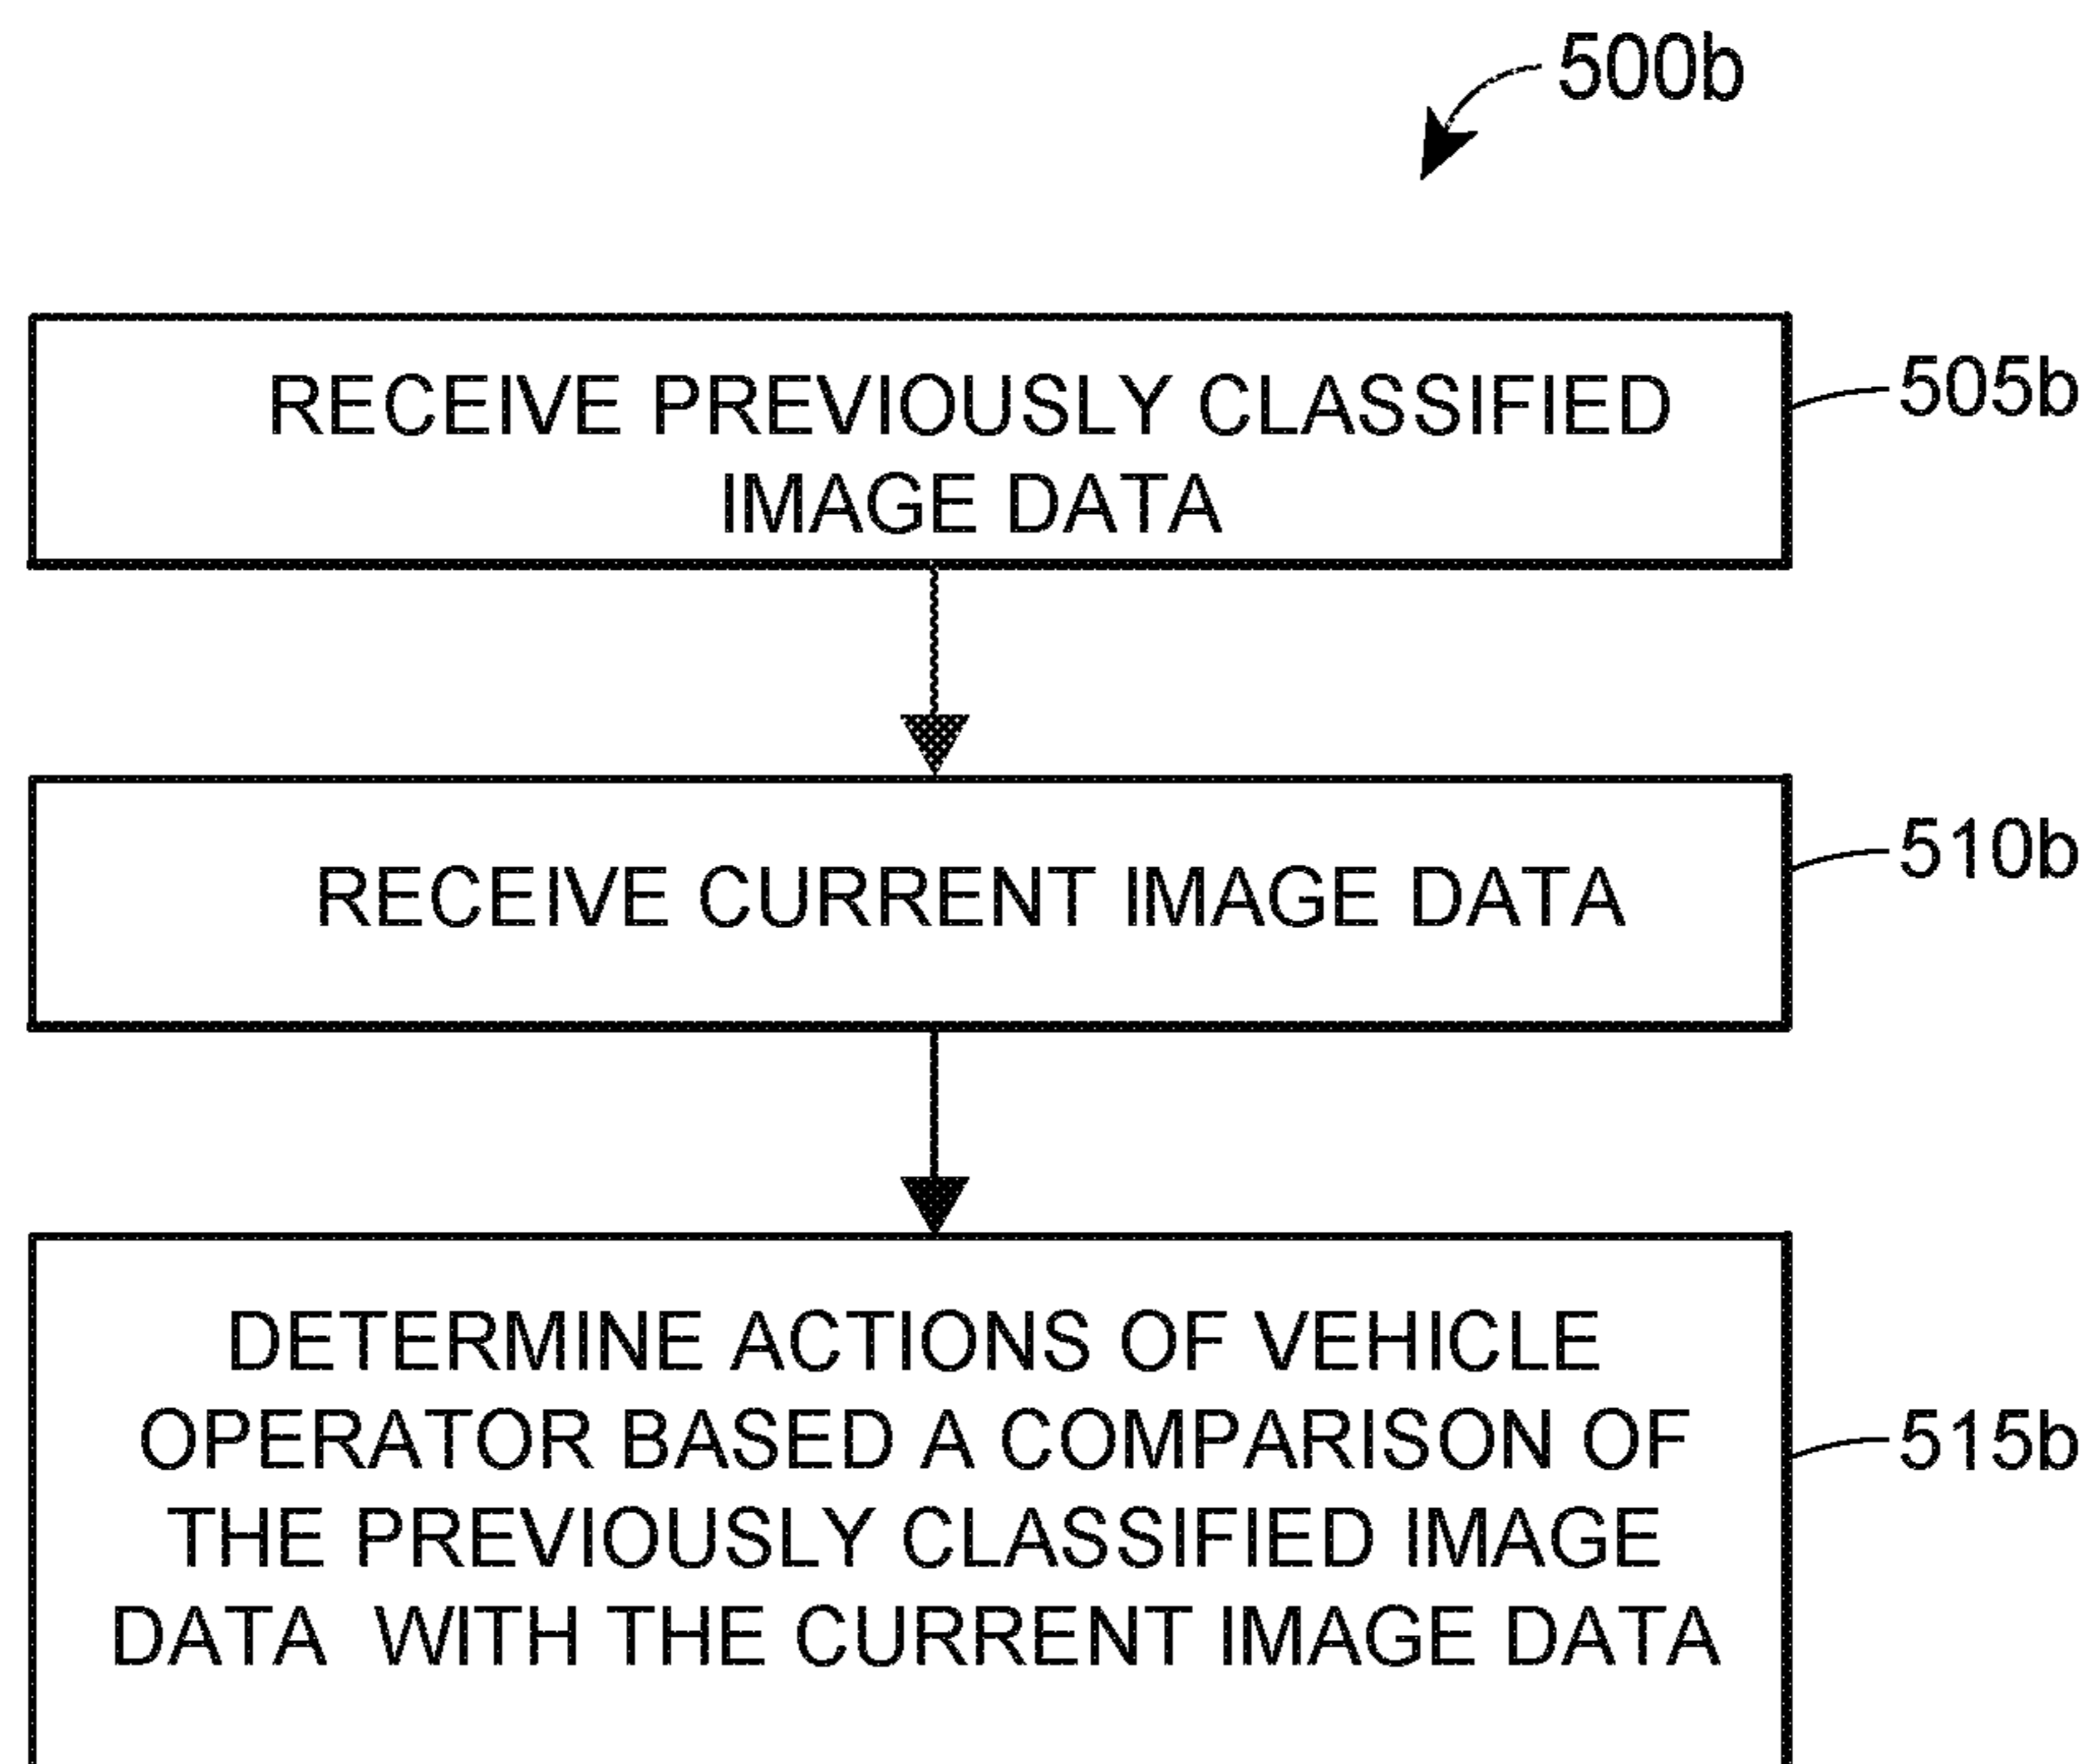 500b
RECEIVE PREVIOUSLY CLASSIFIED
IMAGE DATA
505b
RECEIVE CURRENT IMAGE DATA
510b
DETERMINE ACTIONS OF VEHICLE
OPERATOR BASED A COMPARISON OF
THE PREVIOUSLY CLASSIFIED IMAGE
DATA WITH THE CURRENT IMAGE DATA
515b